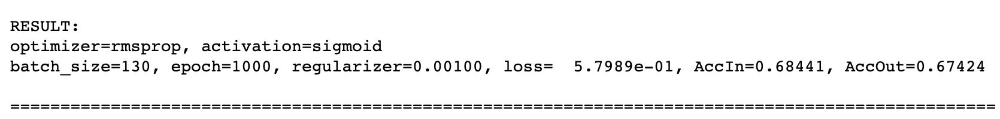 RESULT:
optimizer=rmsprop, activation=sigmoid
batch_size=130, epoch=1000, regularizer=0.00100, loss=  5.7989e-01, AccIn=0.68441, AccOut=0.67424
==================================================================================================